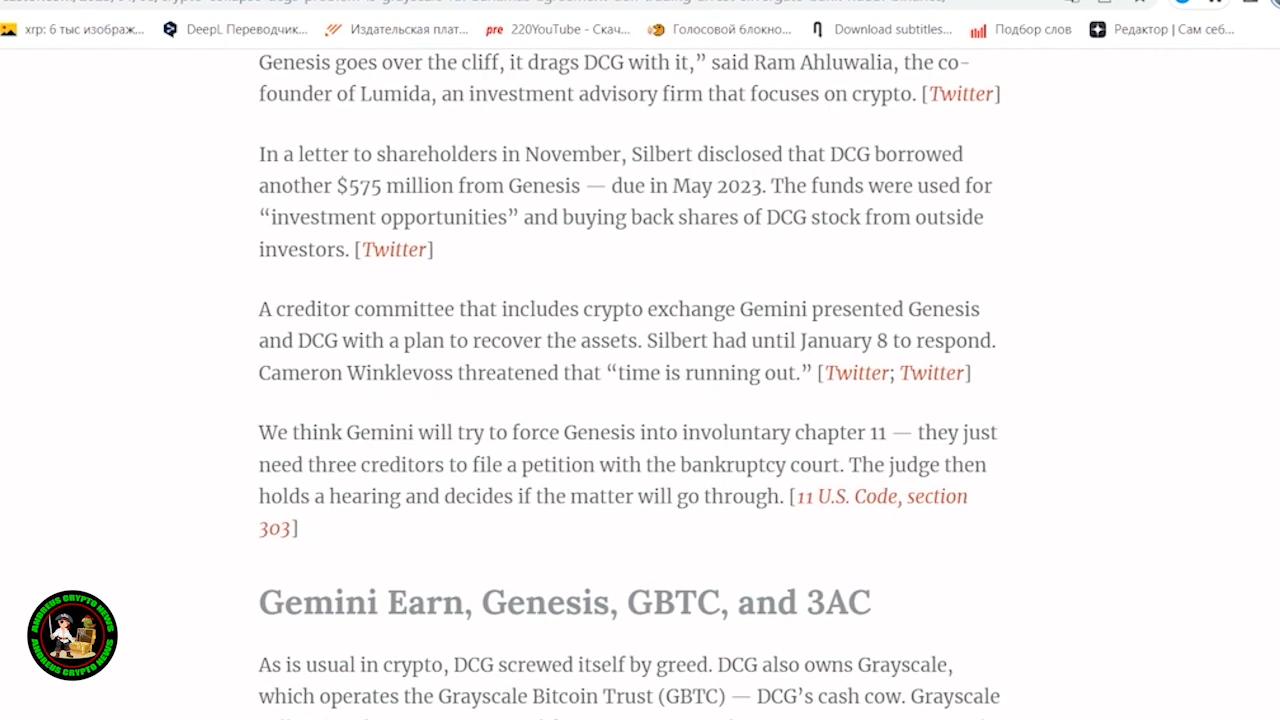 xrp: 6 тыс изображ...
DeepL Переводчик...
Издательская плат...
pre 220YouTube - Скач...
Голосовой блокно...
Download subtitles...
Подбор слов
Редактор | Сам себ...
Genesis goes over the cliff, it drags DCG with it,” said Ram Ahluwalia, the co-
founder of Lumida, an investment advisory firm that focuses on crypto. [Twitter]
In a letter to shareholders in November, Silbert disclosed that DCG borrowed
another $575 million from Genesis — due in May 2023. The funds were used for
“investment opportunities” and buying back shares of DCG stock from outside
investors. [Twitter]
A creditor committee that includes crypto exchange Gemini presented Genesis
and DCG with a plan to recover the assets. Silbert had until January 8 to respond.
Cameron Winklevoss threatened that “time is running out.” [Twitter; Twitter]
We think Gemini will try to force Genesis into involuntary chapter 11 — they just
need three creditors to file a petition with the bankruptcy court. The judge then
holds a hearing and decides if the matter will go through. [11 U.S. Code, section
303]
Gemini Earn, Genesis, GBTC, and 3AC
As is usual in crypto, DCG screwed itself by greed. DCG also owns Grayscale,
which operates the Grayscale Bitcoin Trust (GBTC) — DCG’s cash cow. Grayscale
ANDREUS CRYPTO NEWS
ANDREUS CRYPTO NEWS